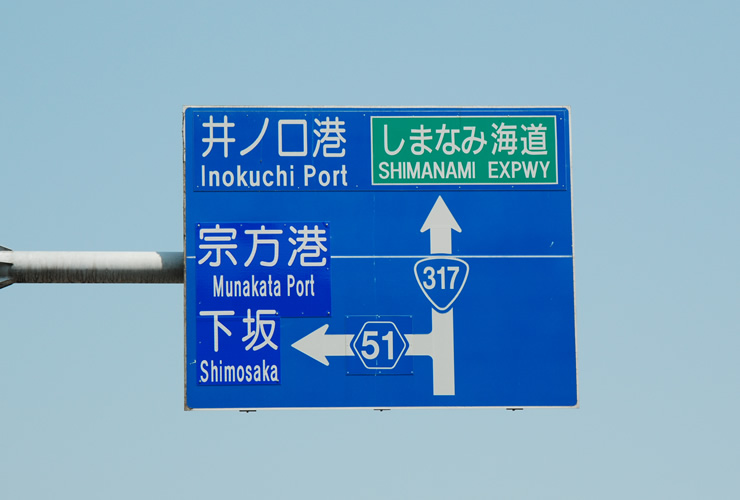 井ノ口港
Inokuchi Port
しまなみ海道
SHIMANAMI EXPWY
宗方港
Munakata Port
317
下坂
Shimosaka
51